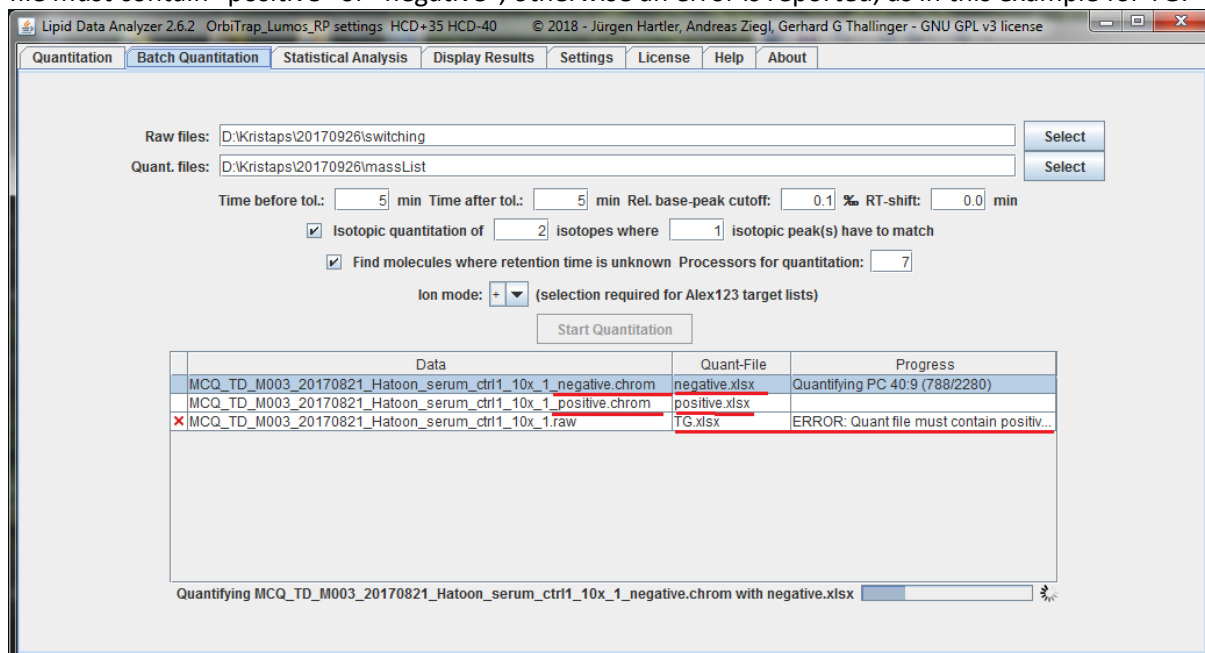 file must contain "positive" or "negative", otherwise an error is reported, as in this example for TG.
Lipid Data Analyzer 2.6.2 OrbiTrap_Lumos_RP settings HCD+35 HCD-40 © 2018 - Jürgen Hartler, Andreas Ziegl, Gerhard G Thallinger - GNU GPL v3 license
Quantitation Batch Quantitation Statistical Analysis Display Results Settings License Help About
Raw files: D:\Kristaps\20170926\switching Select
Quant. files: D:\Kristaps\20170926\massList Select
Time before tol.: 5 min Time after tol.: 5 min Rel. base-peak cutoff: 0.1 ‰ RT-shift: 0.0 min
Isotopic quantitation of 2 isotopes where 1 isotopic peak(s) have to match
Find molecules where retention time is unknown Processors for quantitation: 7
Ion mode: + (selection required for Alex123 target lists)
Start Quantitation
Data Quant-File Progress
MCQ_TD_M003_20170821_Hatoon_serum_ctrl1_10x_1_negative.chrom negative.xlsx Quantifying PC 40:9 (788/2280)
MCQ_TD_M003_20170821_Hatoon_serum_ctrl1_10x_1_positive.chrom positive.xlsx
MCQ_TD_M003_20170821_Hatoon_serum_ctrl1_10x_1.raw TG.xlsx ERROR: Quant file must contain positiv...
Quantifying MCQ_TD_M003_20170821_Hatoon_serum_ctrl1_10x_1_negative.chrom with negative.xlsx